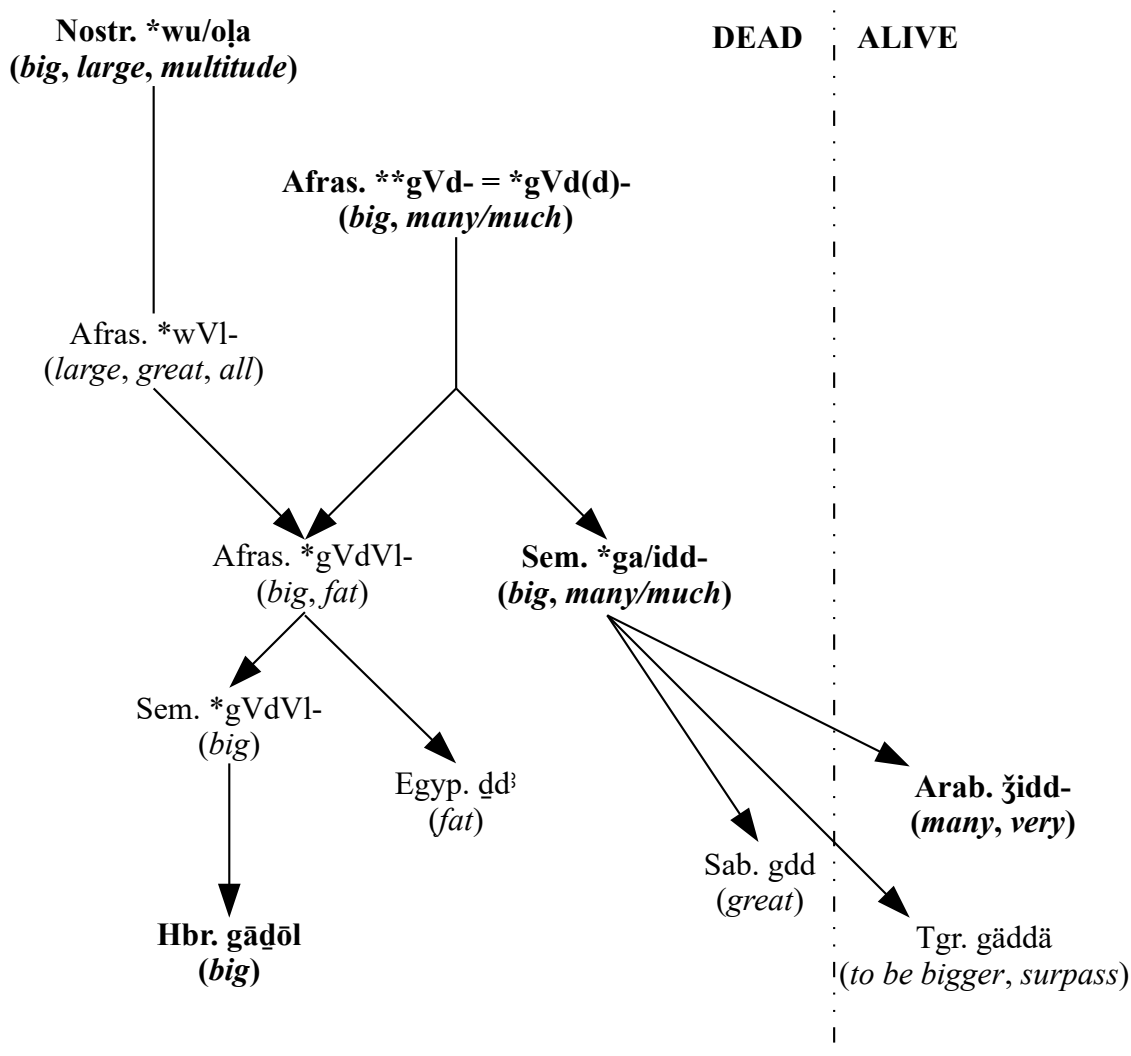 Nostr. *wu/oḷa
(big, large, multitude)
DEAD
ALIVE
Afras. **gVd- = *gVd(d)-
(big, many/much)
Afras. *wVl-
(large, great, all)
Afras. *gVdVl-
(big, fat)
Sem. *ga/idd-
(big, many/much)
Sem. *gVdVl-
(big)
Egyp. ḏdꜣ
(fat)
Arab. ǯidd-
(many, very)
Sab. gdd
(great)
Hbr. gāḏōl
(big)
Tgr. gäddä
(to be bigger, surpass)